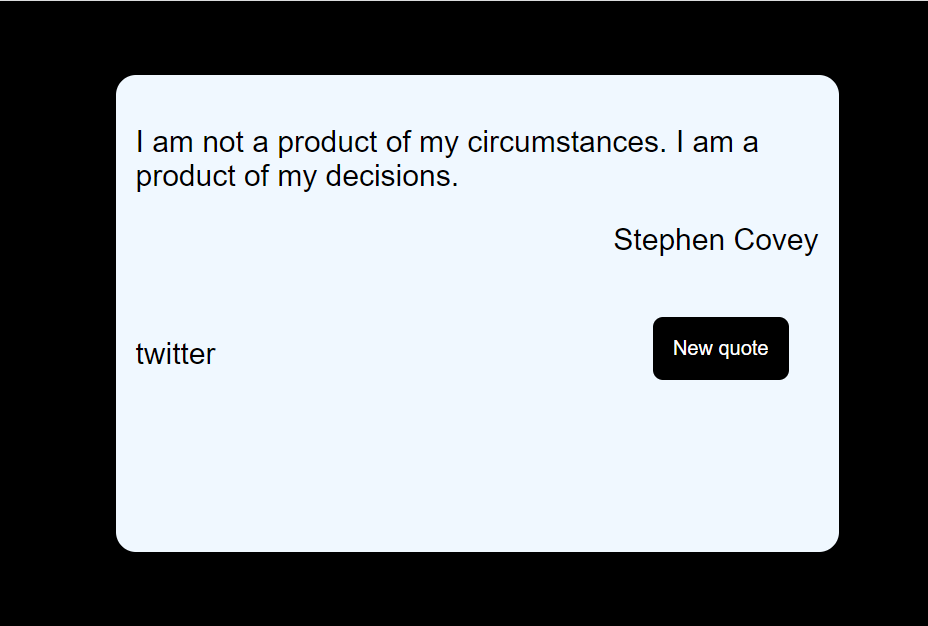 I am not a product of my circumstances. I am a
product of my decisions.
Stephen Covey
twitter
New quote